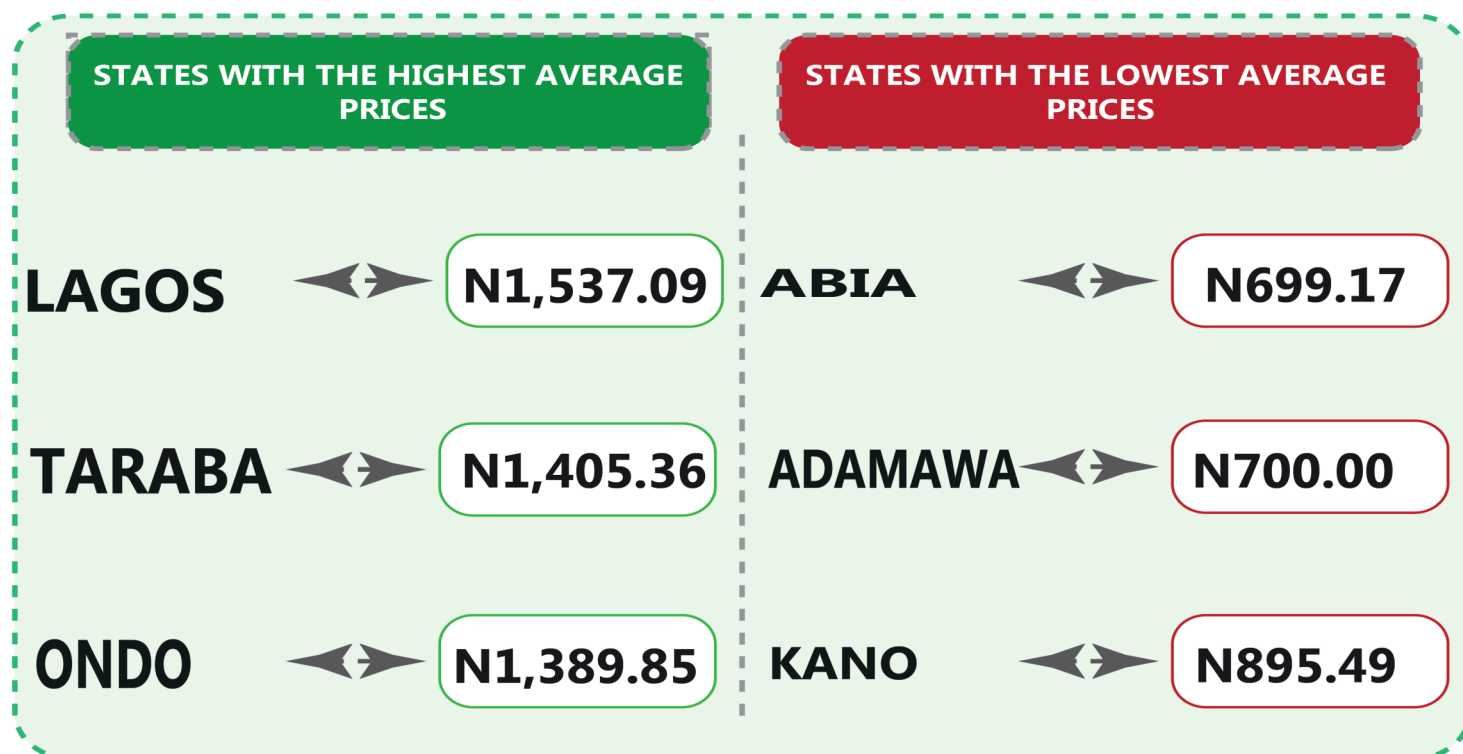 STATES WITH THE HIGHEST AVERAGE
PRICES
LAGOS N1,537.09
TARABA N1,405.36
ONDO N1,389.85
STATES WITH THE LOWEST AVERAGE
PRICES
ABIA N699.17
ADAMAWA N700.00
KANO N895.49